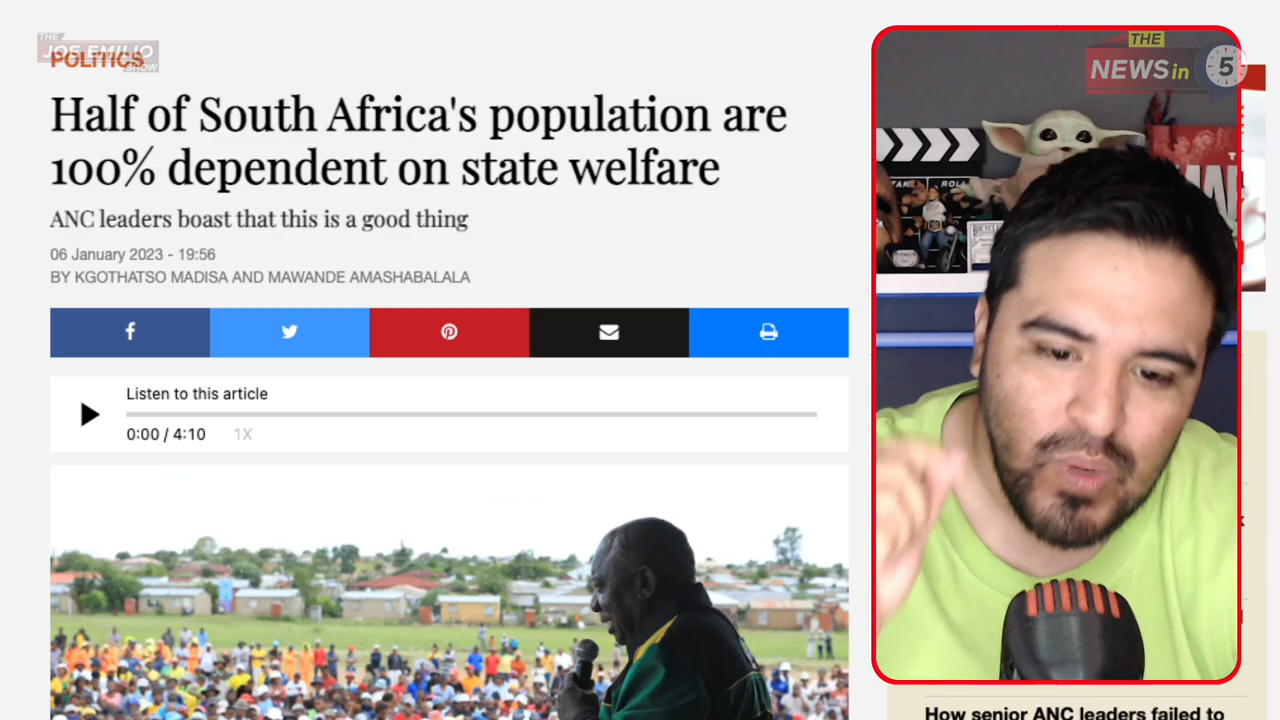 THE
JOE EMILIO
SHOW
POLITICS
Half of South Africa's population are
100% dependent on state welfare
ANC leaders boast that this is a good thing
06 January 2023 - 19:56
BY KGOTHATSO MADISA AND MAWANDE AMASHABALALA
Listen to this article
0:00 / 4:10 1X
THE
NEWS in 5
ROLL
BICYCLE
How senior ANC leaders failed to